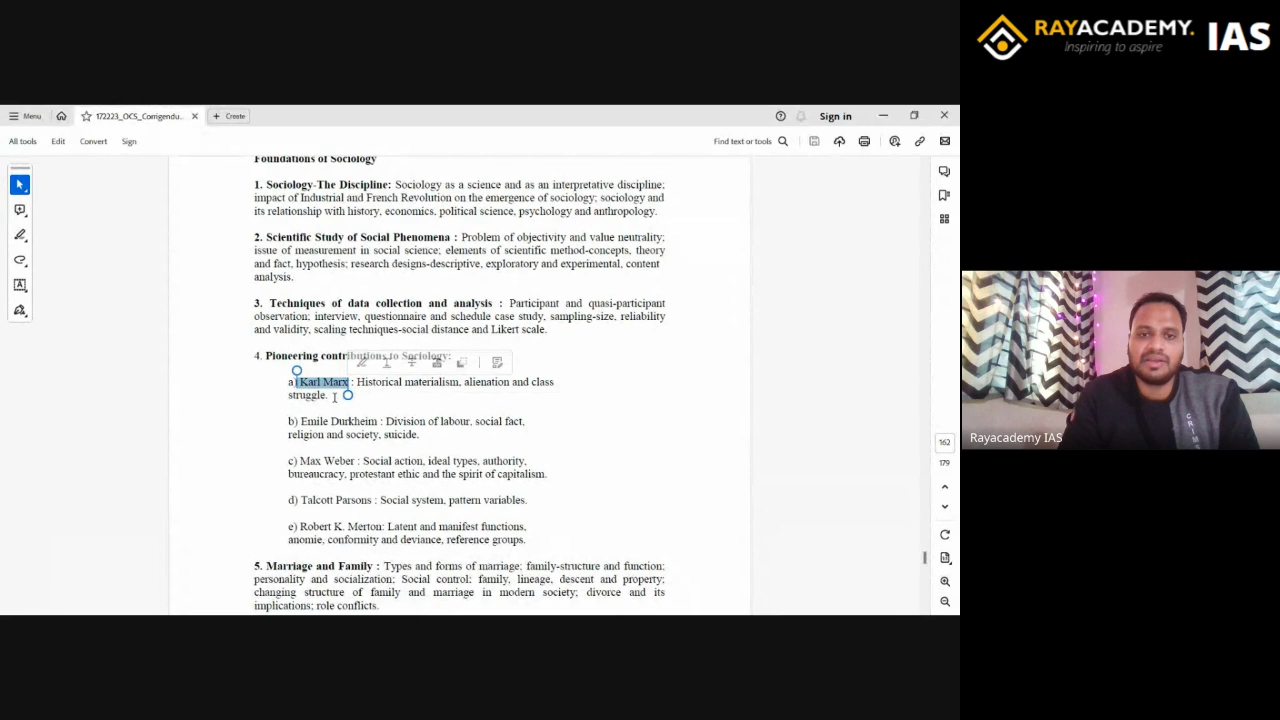 RAYACADEMY. IAS
Inspiring to aspire
Menu
172223_OCS_Corrigendu...
Create
Sign in
All tools
Edit
Convert
Sign
Find text or tools
Foundations of Sociology
1. Sociology-The Discipline: Sociology as a science and as an interpretative discipline;
impact of Industrial and French Revolution on the emergence of sociology; sociology and
its relationship with history, economics, political science, psychology and anthropology.
2. Scientific Study of Social Phenomena : Problem of objectivity and value neutrality;
issue of measurement in social science; elements of scientific method-concepts, theory
and fact, hypothesis; research designs-descriptive, exploratory and experimental, content
analysis.
3. Techniques of data collection and analysis : Participant and quasi-participant
observation; interview, questionnaire and schedule case study, sampling-size, reliability
and validity, scaling techniques-social distance and Likert scale.
4. Pioneering contributions to Sociology:
a) Karl Marx : Historical materialism, alienation and class
struggle.
b) Emile Durkheim : Division of labour, social fact,
religion and society, suicide.
c) Max Weber : Social action, ideal types, authority,
bureaucracy, protestant ethic and the spirit of capitalism.
d) Talcott Parsons : Social system, pattern variables.
e) Robert K. Merton: Latent and manifest functions,
anomie, conformity and deviance, reference groups.
5. Marriage and Family : Types and forms of marriage; family-structure and function;
personality and socialization; Social control; family, lineage, descent and property;
changing structure of family and marriage in modern society; divorce and its
implications; role conflicts.
162
179
Rayacademy IAS
CRIME